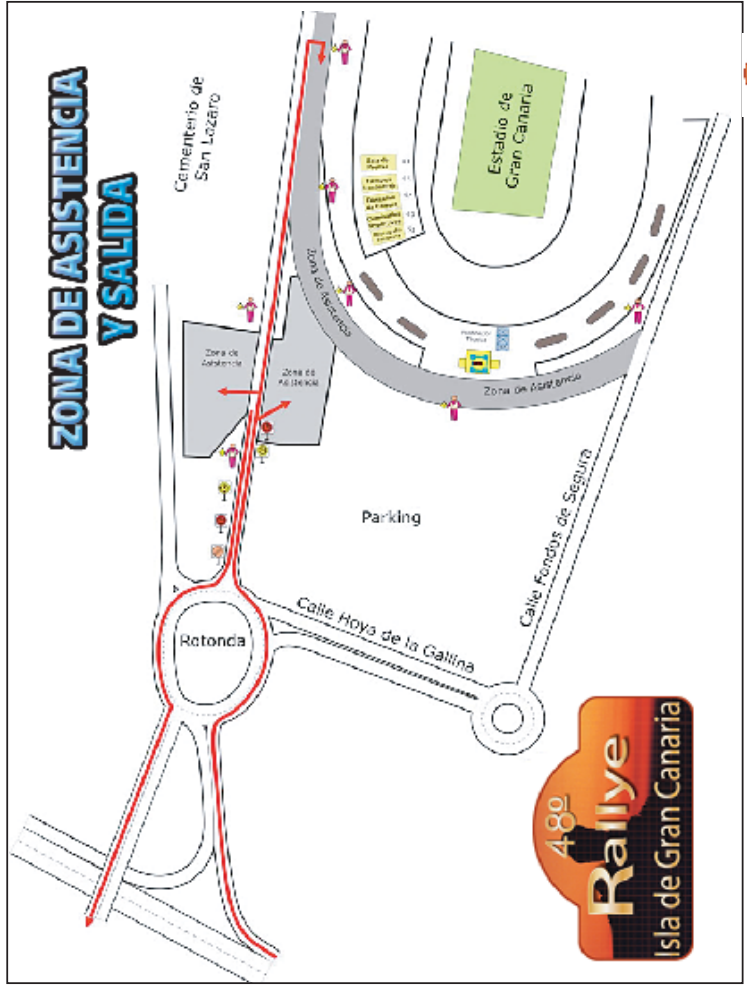 ZONA DE ASISTENCIA
Y SALIDA
Cementerio de
San Lazaro
Estadio de
Gran Canaria
Zona de Asistencia
Zona de
Asistencia
Zona de
Asistencia
Zona de Asistencia
Parking
Calle Fondos de Segura
Calle Hoya de la Gallina
Rotonda
48º
Rallye
Isla de Gran Canaria